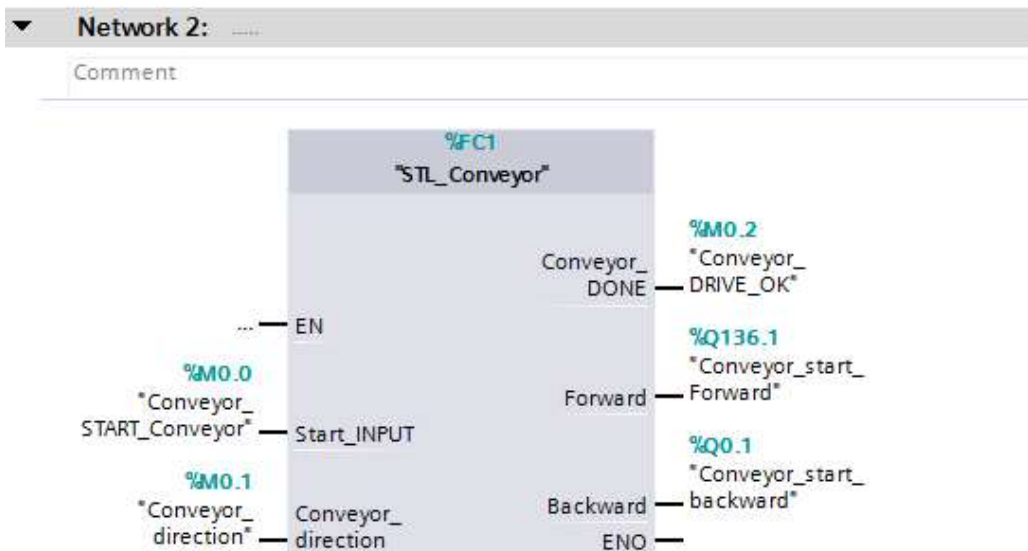 Network 2: .....
Comment
%FC1
"STL_Conveyor"
%M0.2
"Conveyor_
DRIVE_OK"
Conveyor_
DONE
... EN
%Q136.1
"Conveyor_start_
Forward"
Forward
%M0.0
"Conveyor_
START_Conveyor"
Start_INPUT
%Q0.1
"Conveyor_start_
backward"
Backward
%M0.1
"Conveyor_
direction"
Conveyor_
direction
ENO